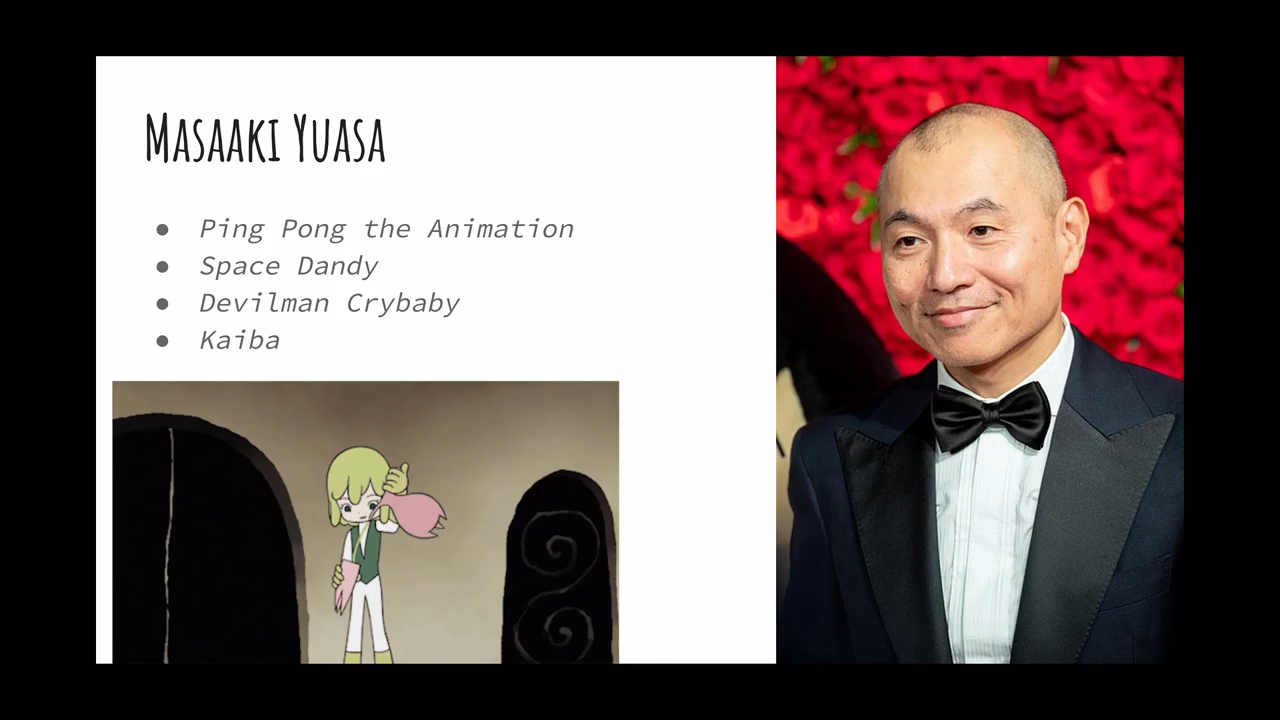 Masaaki Yuasa
● Ping Pong the Animation
● Space Dandy
● Devilman Crybaby
● Kaiba